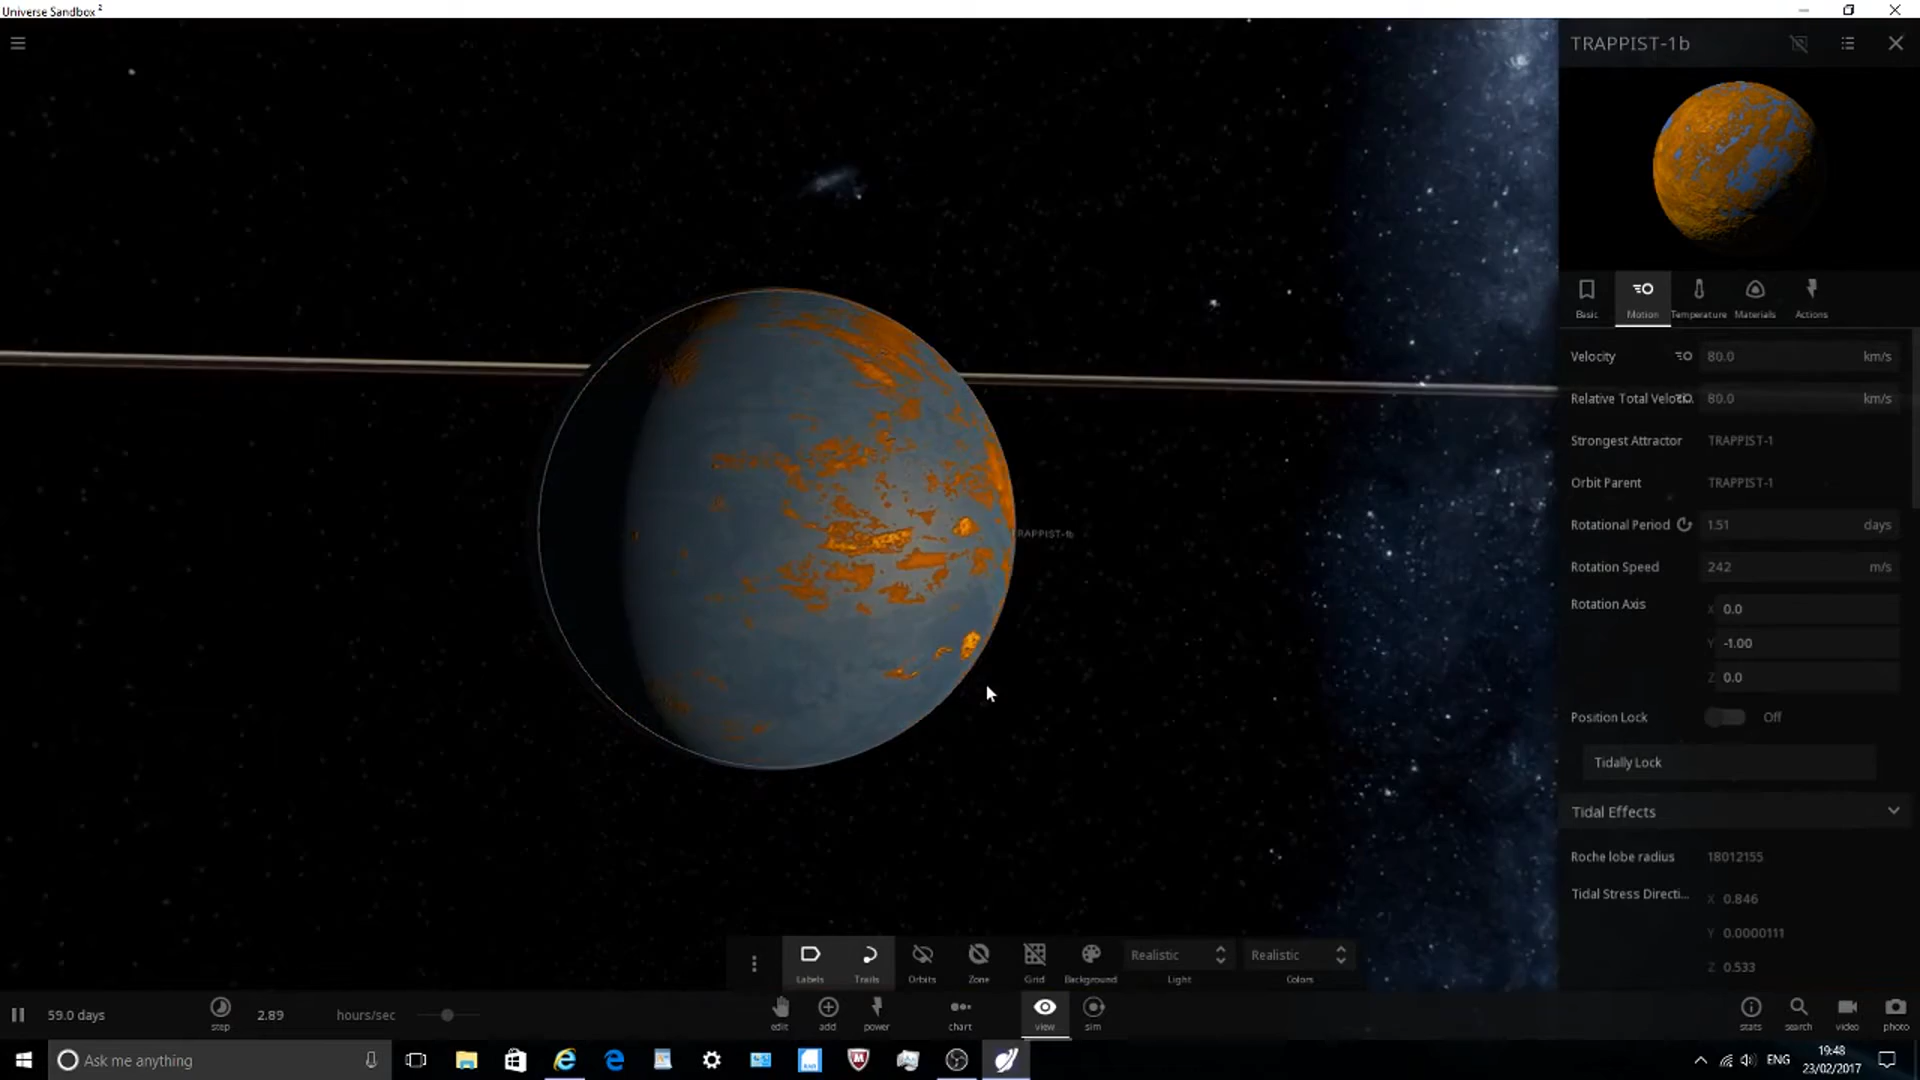 Universe Sandbox ²
TRAPPIST-1b
Basic
Motion
Temperature
Materials
Actions
Velocity 80.0 km/s
Relative Total Veloc... 80.0 km/s
Strongest Attractor TRAPPIST-1
Orbit Parent TRAPPIST-1
Rotational Period 1.51 days
Rotation Speed 242 m/s
Rotation Axis X 0.0
Y -1.00
Z 0.0
Position Lock Off
Tidally Lock
Tidal Effects
Roche lobe radius 18012155
Tidal Stress Directi... X 0.846
Y 0.0000111
Z 0.533
TRAPPIST-1b
Labels
Trails
Orbits
Zone
Grid
Background
Realistic
Light
Realistic
Colors
59.0 days
step
2.89 hours/sec
edit
add
power
chart
view
sim
stats
search
video
photo
Ask me anything
ENG
19:48
23/02/2017